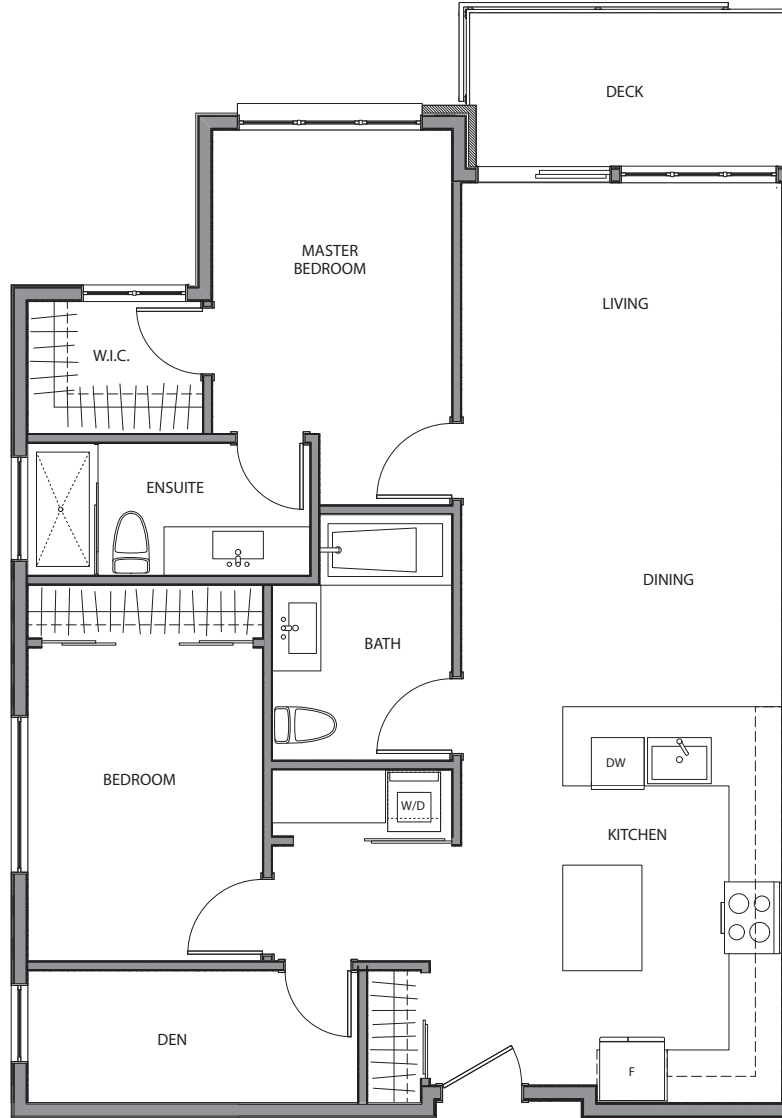 DECK
MASTER
BEDROOM
LIVING
W.I.C.
ENSUITE
DINING
BATH
DW
BEDROOM
W/D
KITCHEN
DEN
F